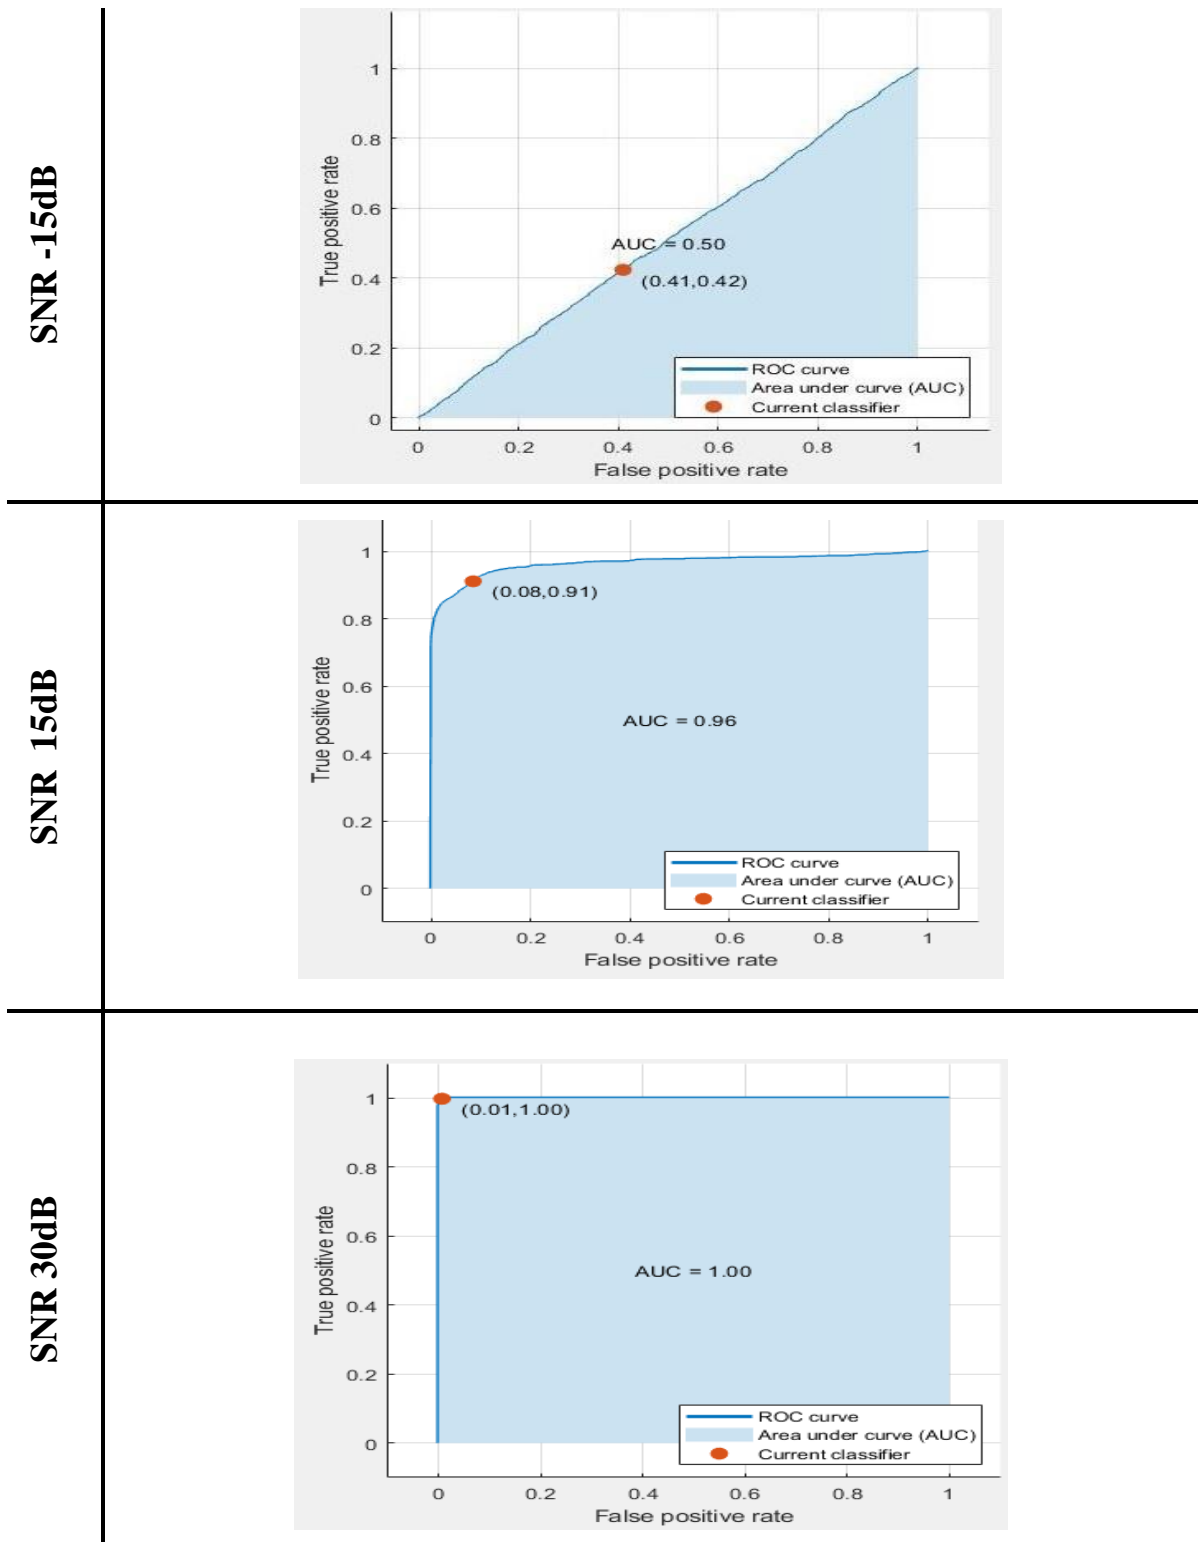 SNR -15dB
1
0.8
0.6
0.4
0.2
0
True positive rate
AUC = 0.50
(0.41,0.42)
ROC curve
Area under curve (AUC)
Current classifier
0 0.2 0.4 0.6 0.8 1
False positive rate
SNR 15dB
1
0.8
0.6
0.4
0.2
0
True positive rate
(0.08,0.91)
AUC = 0.96
ROC curve
Area under curve (AUC)
Current classifier
0 0.2 0.4 0.6 0.8 1
False positive rate
SNR 30dB
1
0.8
0.6
0.4
0.2
0
True positive rate
(0.01,1.00)
AUC = 1.00
ROC curve
Area under curve (AUC)
Current classifier
0 0.2 0.4 0.6 0.8 1
False positive rate